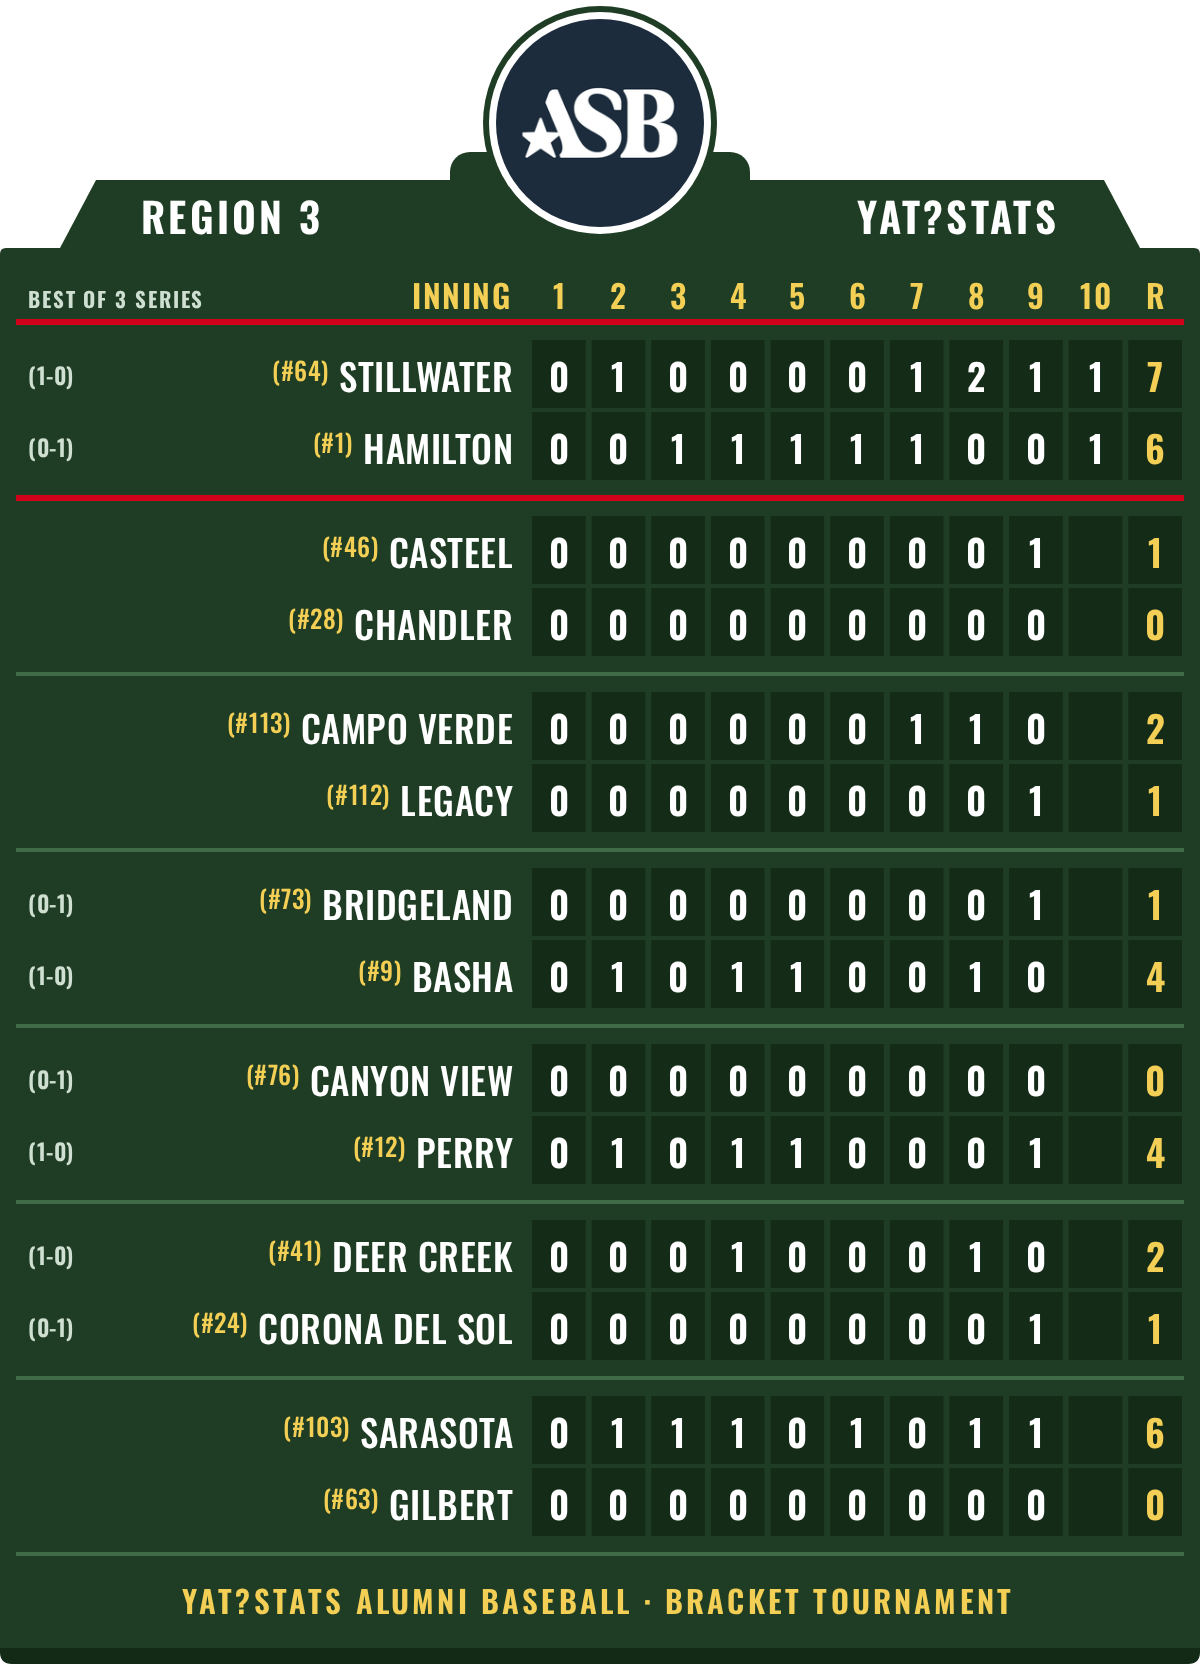 ASB
REGION 3
YAT?STATS
BEST OF 3 SERIES INNING 1 2 3 4 5 6 7 8 9 10 R
(1-0) (#64) STILLWATER 0 1 0 0 0 0 1 2 1 1 7
(0-1) (#1) HAMILTON 0 0 1 1 1 1 1 0 0 1 6
(#46) CASTEEL 0 0 0 0 0 0 0 0 1 1
(#28) CHANDLER 0 0 0 0 0 0 0 0 0 0
(#113) CAMPO VERDE 0 0 0 0 0 0 1 1 0 2
(#112) LEGACY 0 0 0 0 0 0 0 0 1 1
(0-1) (#73) BRIDGELAND 0 0 0 0 0 0 0 0 1 1
(1-0) (#9) BASHA 0 1 0 1 1 0 0 1 0 4
(0-1) (#76) CANYON VIEW 0 0 0 0 0 0 0 0 0 0
(1-0) (#12) PERRY 0 1 0 1 1 0 0 0 1 4
(1-0) (#41) DEER CREEK 0 0 0 1 0 0 0 1 0 2
(0-1) (#24) CORONA DEL SOL 0 0 0 0 0 0 0 0 1 1
(#103) SARASOTA 0 1 1 1 0 1 0 1 1 6
(#63) GILBERT 0 0 0 0 0 0 0 0 0 0
YAT?STATS ALUMNI BASEBALL · BRACKET TOURNAMENT